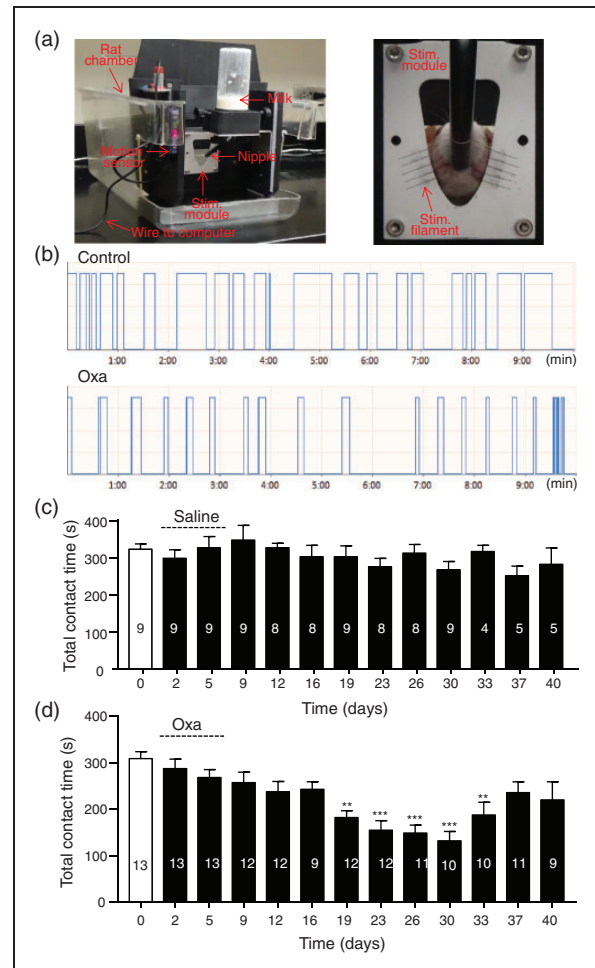 (a)
Rat
chamber
Milk
Motion
sensor
Nipple
Stim.
module
Wire to computer
Stim.
module
Stim.
filament
(b)
Control
1:00 2:00 3:00 4:00 5:00 6:00 7:00 8:00 9:00 (min)
Oxa
1:00 2:00 3:00 4:00 5:00 6:00 7:00 8:00 9:00 (min)
(c)
Saline
Total contact time (s)
400
300
200
100
0
9 9 9 9 8 8 9 8 8 9 4 5 5
0 2 5 9 12 16 19 23 26 30 33 37 40
Time (days)
(d)
Oxa
Total contact time (s)
400
300
200
100
0
** *** *** *** **
13 13 13 12 12 9 12 12 11 10 10 11 9
0 2 5 9 12 16 19 23 26 30 33 37 40
Time (days)